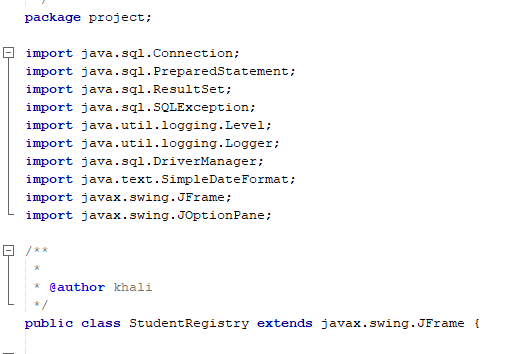 package project;
import java.sql.Connection;
import java.sql.PreparedStatement;
import java.sql.ResultSet;
import java.sql.SQLException;
import java.util.logging.Level;
import java.util.logging.Logger;
import java.sql.DriverManager;
import java.text.SimpleDateFormat;
import javax.swing.JFrame;
import javax.swing.JOptionPane;
/**
*
* @author khali
*/
public class StudentRegistry extends javax.swing.JFrame {